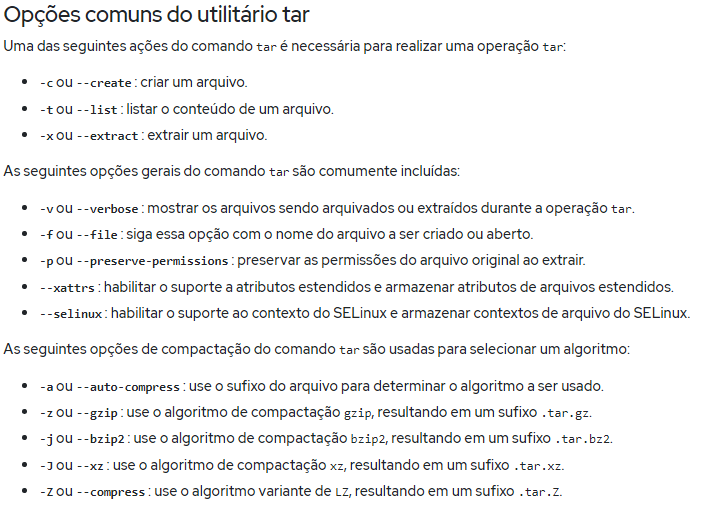 Opções comuns do utilitário tar
Uma das seguintes ações do comando tar é necessária para realizar uma operação tar:
• -c ou --create : criar um arquivo.
• -t ou --list : listar o conteúdo de um arquivo.
• -x ou --extract : extrair um arquivo.
As seguintes opções gerais do comando tar são comumente incluídas:
• -v ou --verbose : mostrar os arquivos sendo arquivados ou extraídos durante a operação tar.
• -f ou --file : siga essa opção com o nome do arquivo a ser criado ou aberto.
• -p ou --preserve-permissions : preservar as permissões do arquivo original ao extrair.
• --xattrs : habilitar o suporte a atributos estendidos e armazenar atributos de arquivos estendidos.
• --selinux : habilitar o suporte ao contexto do SELinux e armazenar contextos de arquivo do SELinux.
As seguintes opções de compactação do comando tar são usadas para selecionar um algoritmo:
• -a ou --auto-compress : use o sufixo do arquivo para determinar o algoritmo a ser usado.
• -z ou --gzip : use o algoritmo de compactação gzip, resultando em um sufixo .tar.gz.
• -j ou --bzip2 : use o algoritmo de compactação bzip2, resultando em um sufixo .tar.bz2.
• -J ou --xz : use o algoritmo de compactação xz, resultando em um sufixo .tar.xz.
• -Z ou --compress : use o algoritmo variante de LZ, resultando em um sufixo .tar.Z.